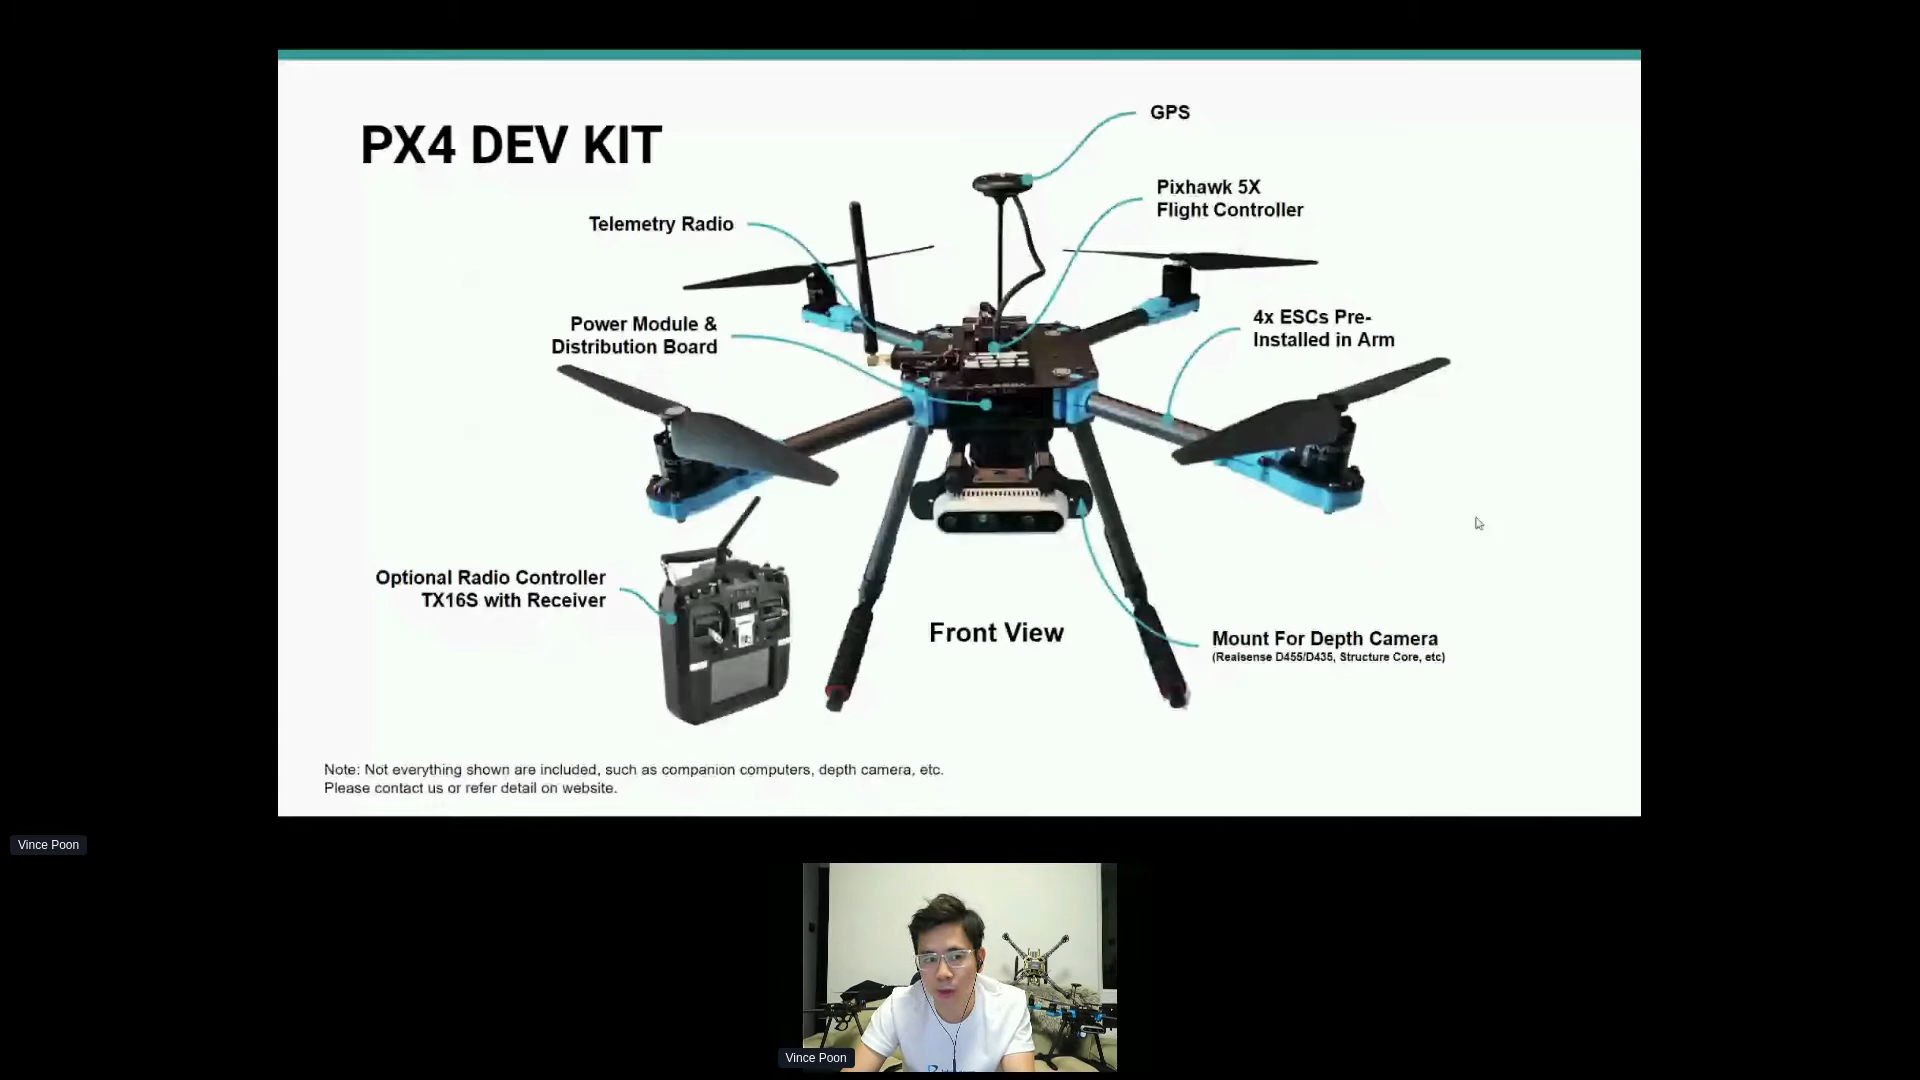 PX4 DEV KIT
GPS
Pixhawk 5X
Flight Controller
Telemetry Radio
Power Module &
Distribution Board
4x ESCs Pre-
Installed in Arm
Optional Radio Controller
TX16S with Receiver
Front View
Mount For Depth Camera
(Realsense D455/D435, Structure Core, etc)
Note: Not everything shown are included, such as companion computers, depth camera, etc.
Please contact us or refer detail on website.
Vince Poon
Vince Poon